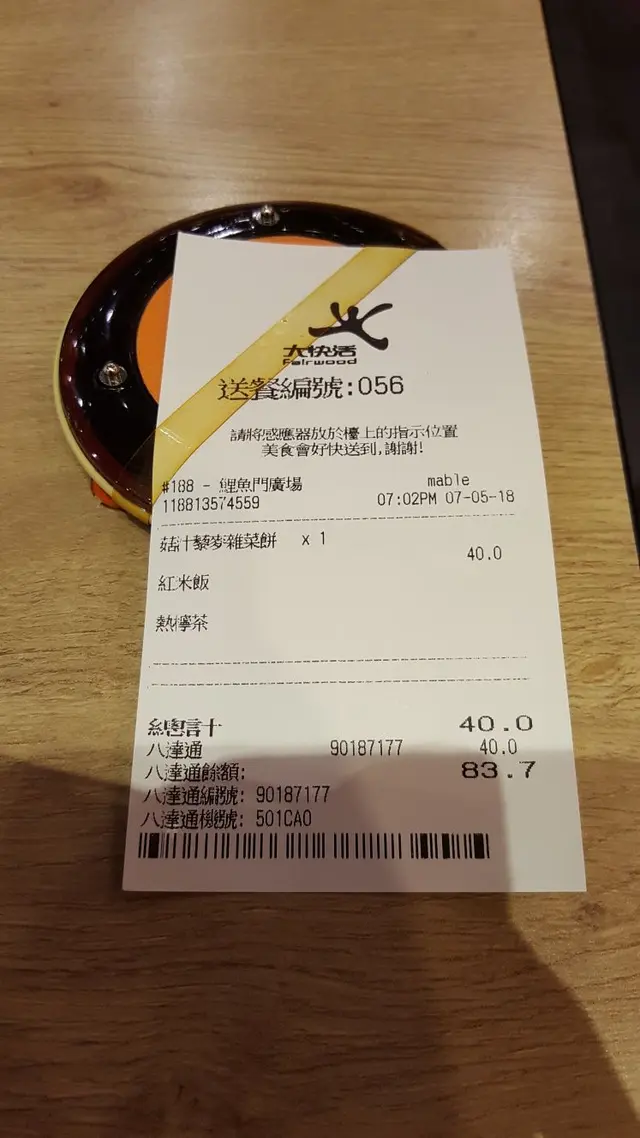 大快活
Fairwood
送餐編號:056
請將感應器放於檯上的指示位置
美食會好快送到,謝謝!
#188 - 鯉魚門廣場 mable
118813574559 07:02PM 07-05-18
菇汁藜麥雜菜餅 x 1 40.0
紅米飯
熱檸茶
總計 40.0
八達通 90187177 40.0
八達通餘額: 83.7
八達通編號: 90187177
八達通機號: 501CA0